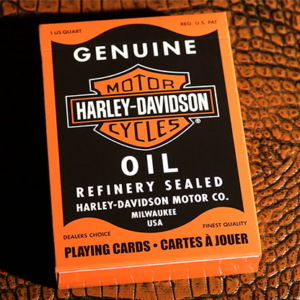 1 US QUART REG. U.S. PAT
GENUINE
MOTOR
HARLEY-DAVIDSON
CYCLES
OIL
REFINERY SEALED
HARLEY-DAVIDSON MOTOR CO.
MILWAUKEE
USA
DEALERS CHOICE FINEST QUALITY
PLAYING CARDS • CARTES À JOUER